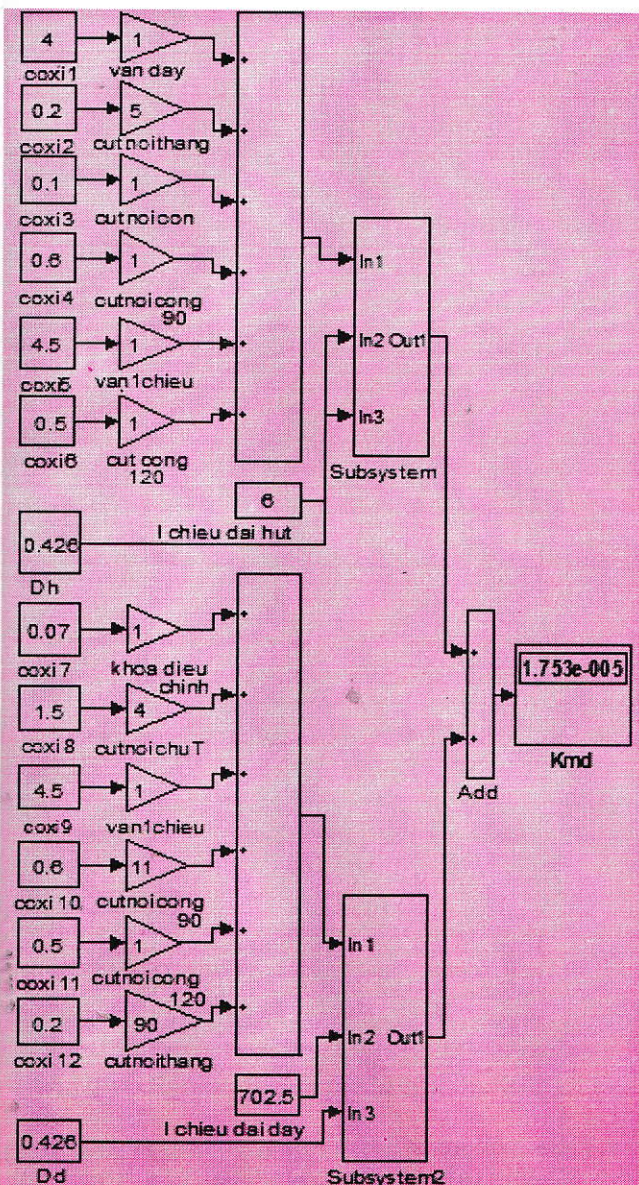 4
1
coxi1
van day
0.2
5
coxi2
cutnoithang
0.1
1
coxi3
cutnoicon
0.6
1
coxi4
cutnoicong
90
4.5
1
coxi5
van1chieu
0.5
1
coxi6
cut cong
120
In1
In2 Out1
In3
Subsystem
6
l chieu dai hut
0.426
Dh
0.07
1
coxi7
khoa dieu
chinh
1.5
4
coxi8
cutnoichuT
4.5
1
coxi9
van1chieu
0.6
11
coxi 10
cutnoicong
90
0.5
1
coxi 11
cutnoicong
120
0.2
90
coxi 12
cutnoithang
702.5
l chieu dai day
0.426
Dd
In1
In2 Out1
In3
Subsystem2
Add
1.753e-005
Kmd